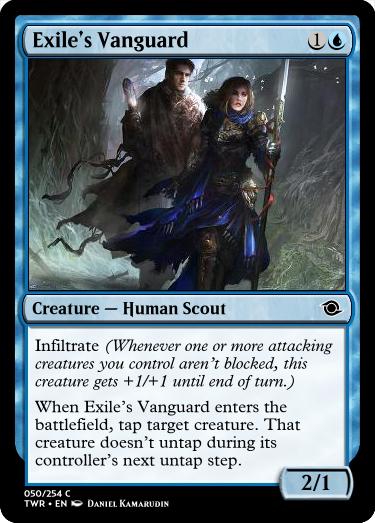 Exile's Vanguard 1
Creature — Human Scout
Infiltrate (Whenever one or more attacking
creatures you control aren't blocked, this
creature gets +1/+1 until end of turn.)
When Exile's Vanguard enters the
battlefield, tap target creature. That
creature doesn't untap during its
controller's next untap step.
2/1
050/254 C
TWR • EN Daniel Kamarudin